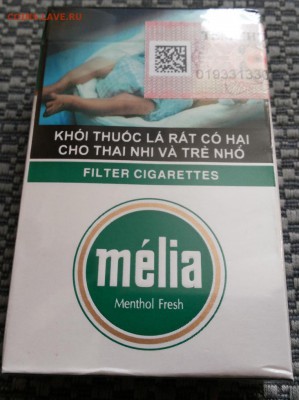 KHÓI THUỐC LÁ RẤT CÓ HẠI
CHO THAI NHI VÀ TRẺ NHỎ
FILTER CIGARETTES
mélia
Menthol Fresh